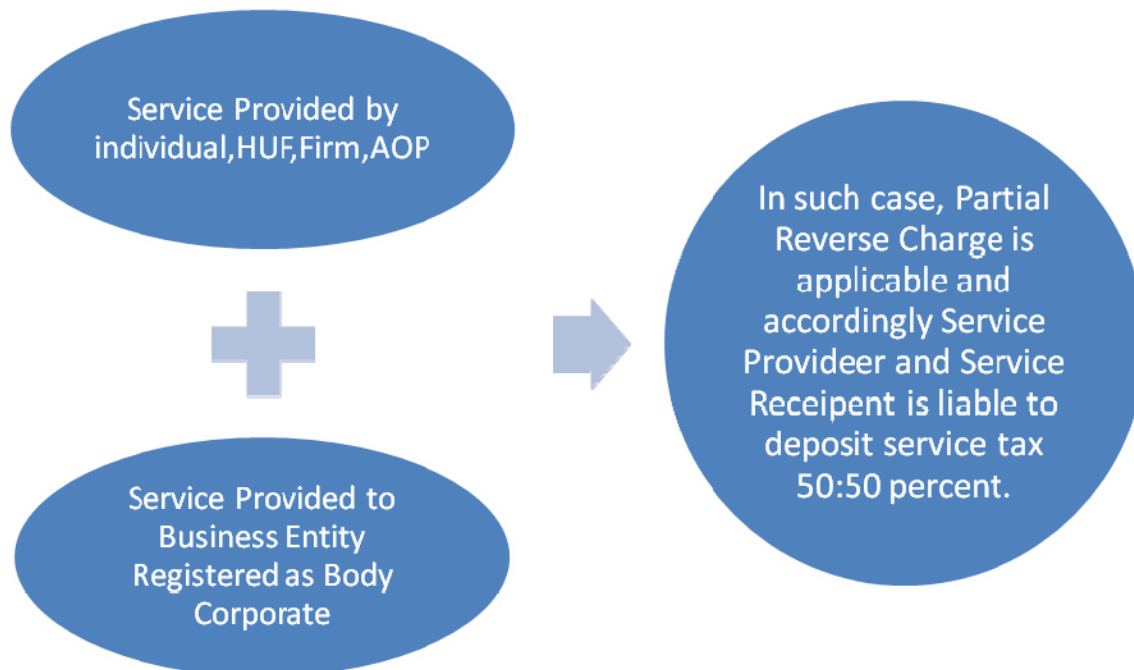 Service Provided by
individual,HUF,Firm,AOP
Service Provided to
Business Entity
Registered as Body
Corporate
In such case, Partial
Reverse Charge is
applicable and
accordingly Service
Provideer and Service
Receipent is liable to
deposit service tax
50:50 percent.